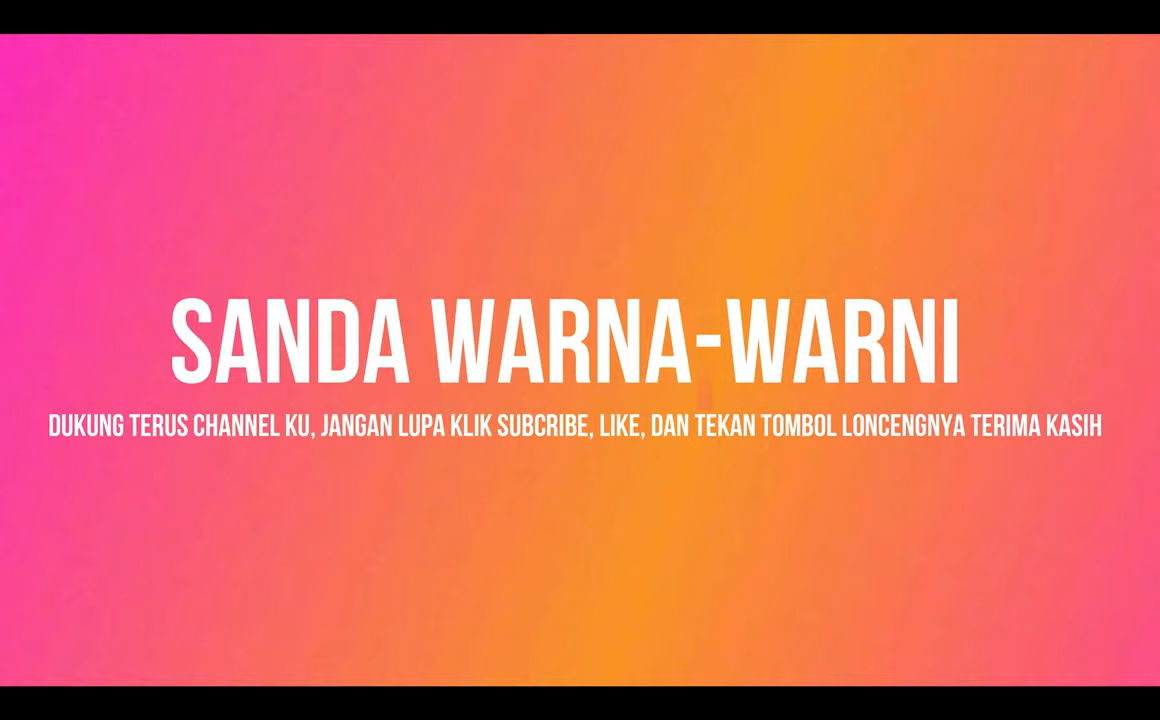 SANDA WARNA-WARNI
DUKUNG TERUS CHANNEL KU, JANGAN LUPA KLIK SUBCRIBE, LIKE, DAN TEKAN TOMBOL LONCENGNYA TERIMA KASIH